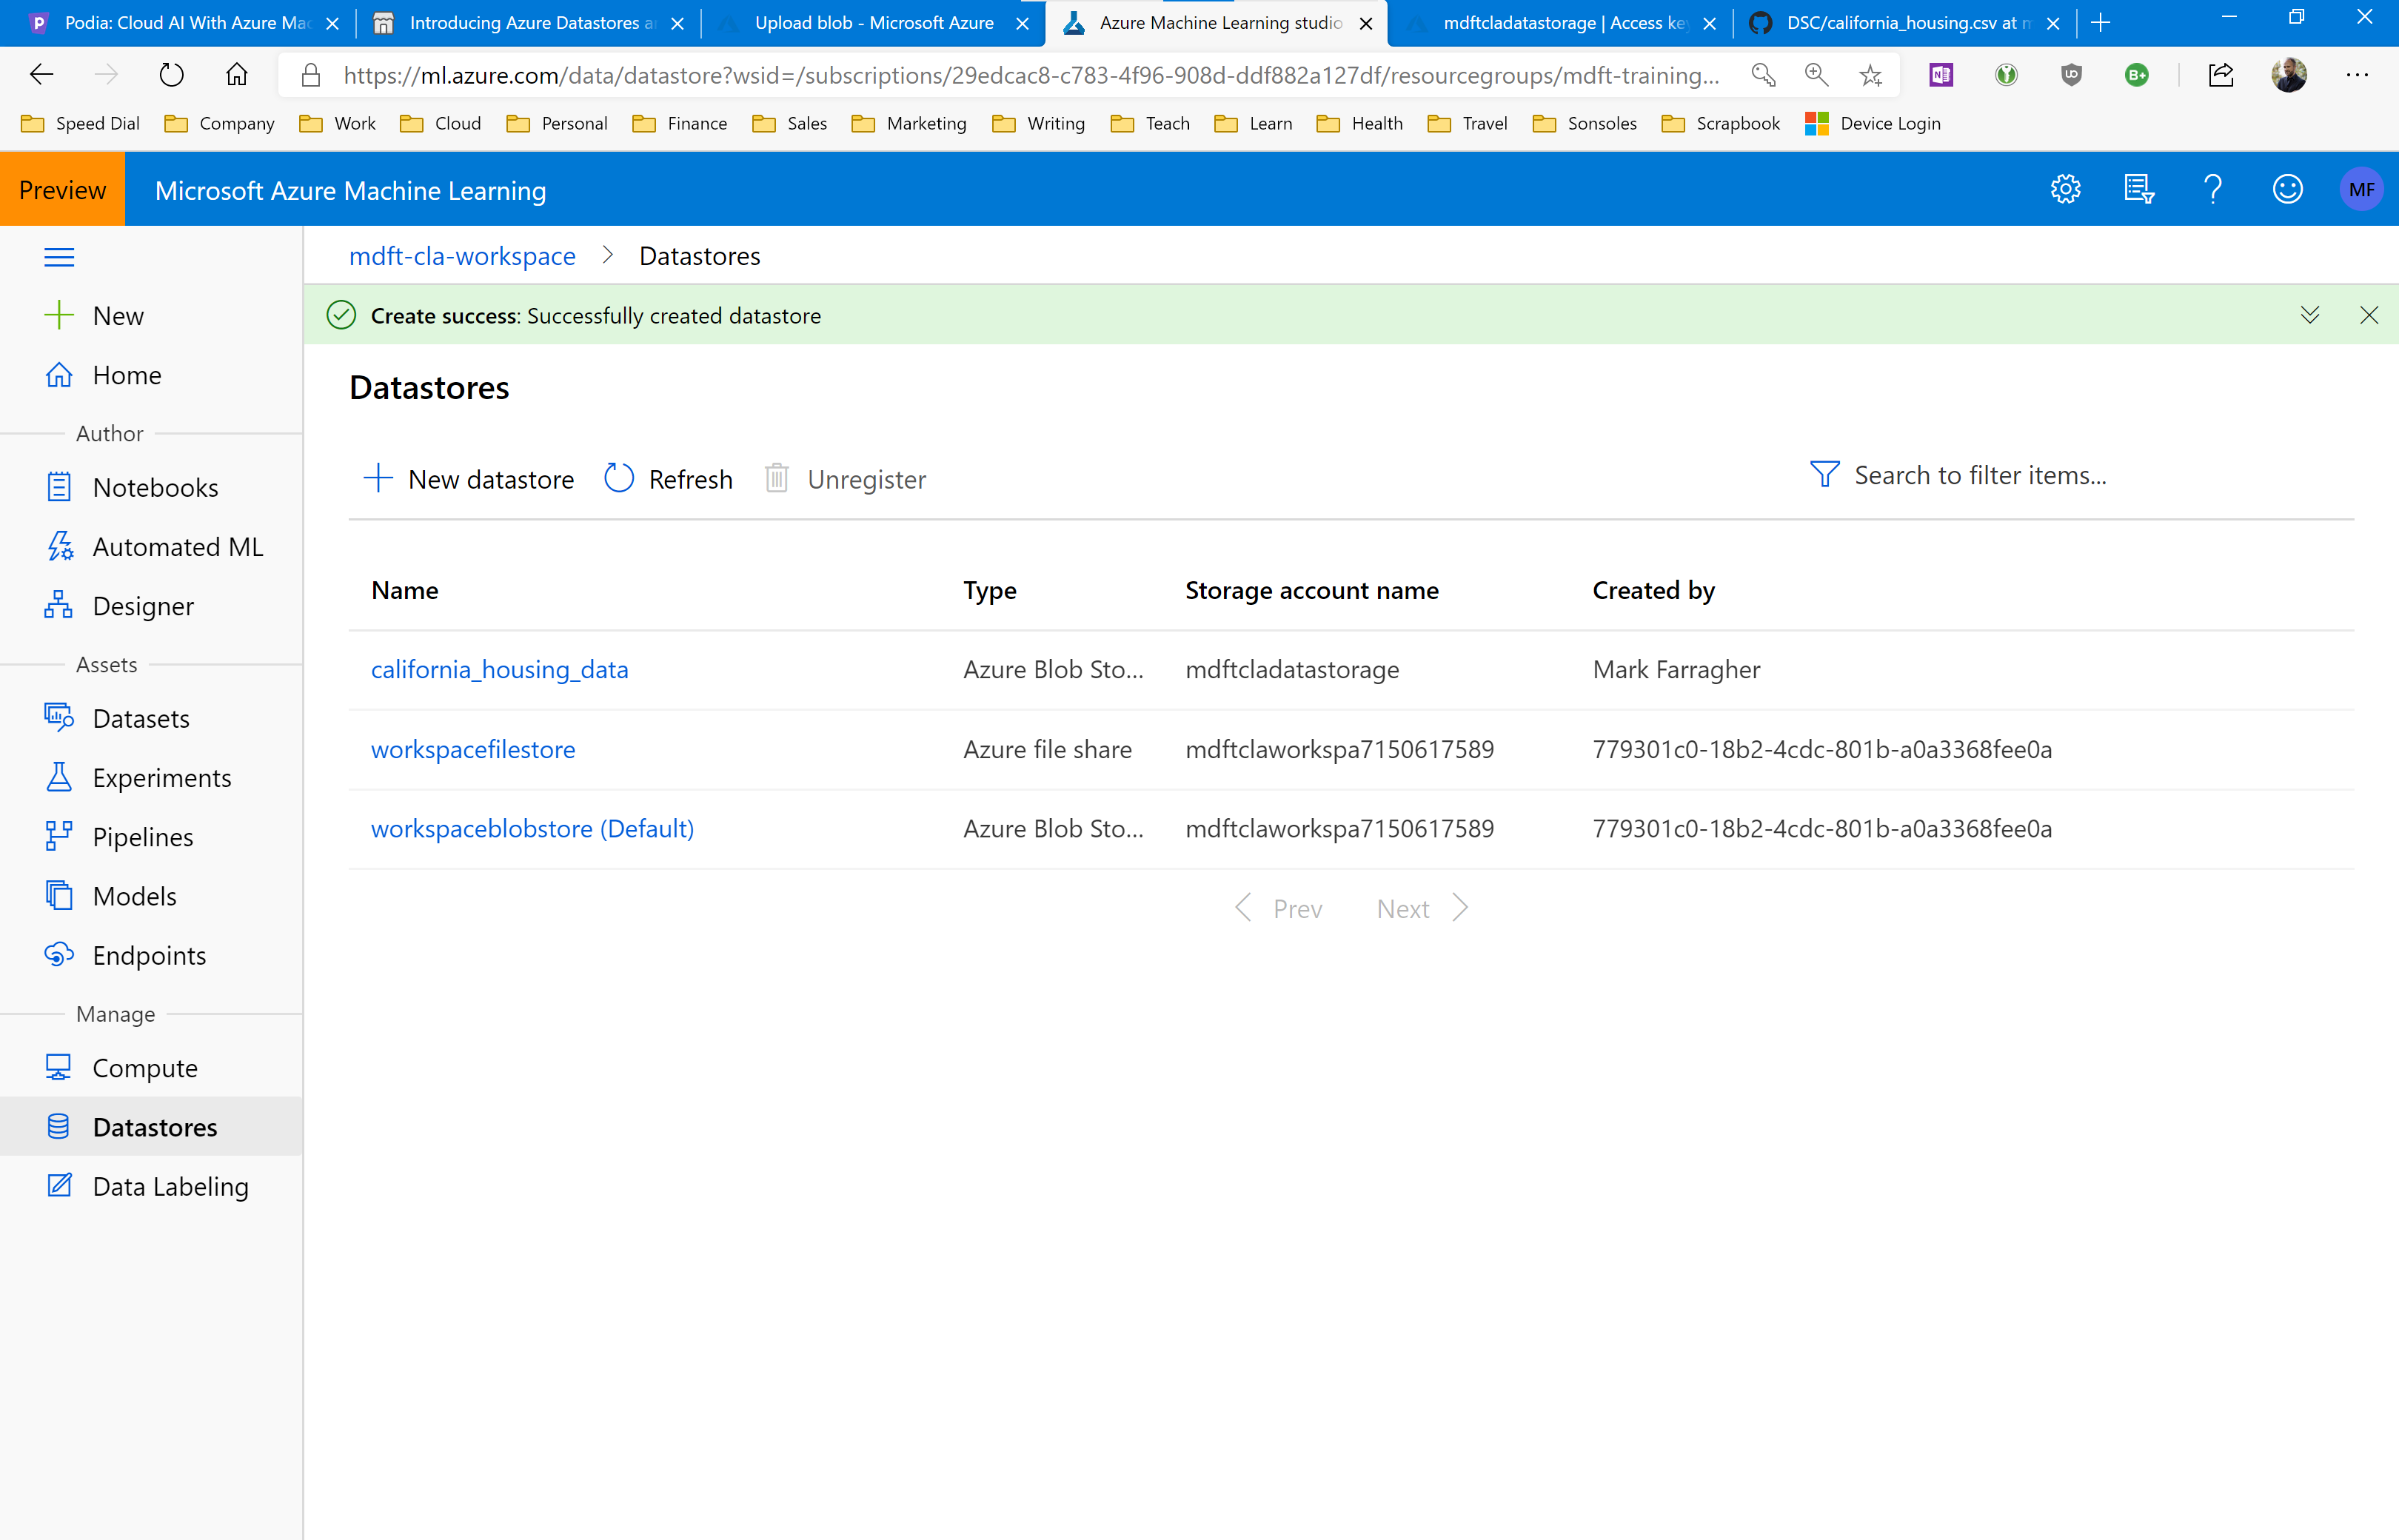 Podia: Cloud AI With Azure Mac
Introducing Azure Datastores a
Upload blob - Microsoft Azure
Azure Machine Learning studio
mdftcladatastorage | Access key
DSC/california_housing.csv at m
https://ml.azure.com/data/datastore?wsid=/subscriptions/29edcac8-c783-4f96-908d-ddf882a127df/resourcegroups/mdft-training...
Speed Dial Company Work Cloud Personal Finance Sales Marketing Writing Teach Learn Health Travel Sonsoles Scrapbook Device Login
Preview Microsoft Azure Machine Learning MF
mdft-cla-workspace > Datastores
Create success: Successfully created datastore
New
Home
Author
Notebooks
Automated ML
Designer
Assets
Datasets
Experiments
Pipelines
Models
Endpoints
Manage
Compute
Datastores
Data Labeling
Datastores
New datastore Refresh Unregister Search to filter items...
Name Type Storage account name Created by
california_housing_data Azure Blob Sto... mdftcladatastorage Mark Farragher
workspacefilestore Azure file share mdftclaworkspa7150617589 779301c0-18b2-4cdc-801b-a0a3368fee0a
workspaceblobstore (Default) Azure Blob Sto... mdftclaworkspa7150617589 779301c0-18b2-4cdc-801b-a0a3368fee0a
Prev Next